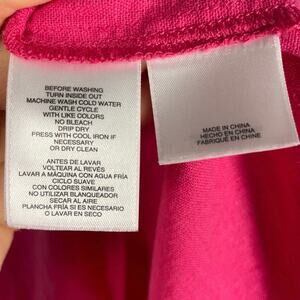 BEFORE WASHING
TURN INSIDE OUT
MACHINE WASH COLD WATER
GENTLE CYCLE
WITH LIKE COLORS
NO BLEACH
DRIP DRY
PRESS WITH COOL IRON IF
NECESSARY
OR DRY CLEAN
ANTES DE LAVAR
VOLTEAR AL REVÉS
LAVAR A MÁQUINA CON AGUA FRÍA
CICLO SUAVE
CON COLORES SIMILARES
NO UTILIZAR BLANQUEADOR
SECAR AL AIRE
PLANCHA FRÍA SI ES NECESARIO
O LAVAR EN SECO
MADE IN CHINA
HECHO EN CHINA
FABRIQUÉ EN CHINE